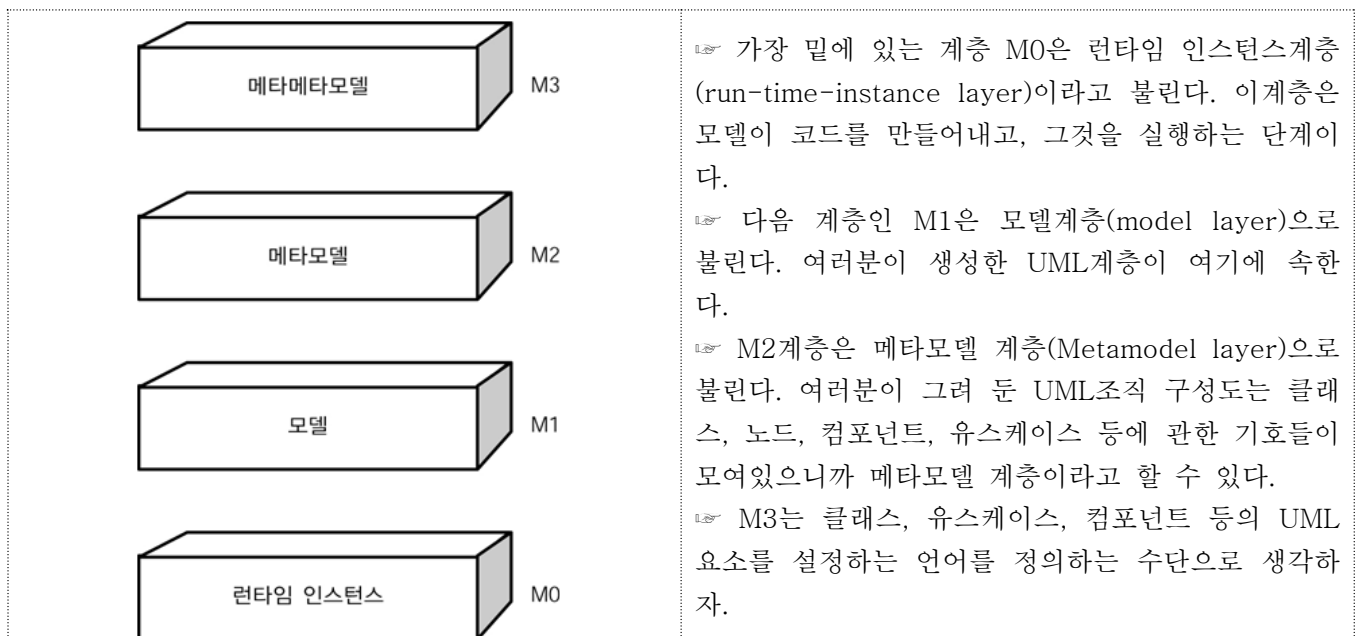 메타메타모델 M3
메타모델 M2
모델 M1
런타임 인스턴스 M0
☞ 가장 밑에 있는 계층 M0은 런타임 인스턴스계층
(run-time-instance layer)이라고 불린다. 이계층은
모델이 코드를 만들어내고, 그것을 실행하는 단계이
다.
☞ 다음 계층인 M1은 모델계층(model layer)으로
불린다. 여러분이 생성한 UML계층이 여기에 속한
다.
☞ M2계층은 메타모델 계층(Metamodel layer)으로
불린다. 여러분이 그려 둔 UML조직 구성도는 클래
스, 노드, 컴포넌트, 유스케이스 등에 관한 기호들이
모여있으니까 메타모델 계층이라고 할 수 있다.
☞ M3는 클래스, 유스케이스, 컴포넌트 등의 UML
요소를 설정하는 언어를 정의하는 수단으로 생각하
자.